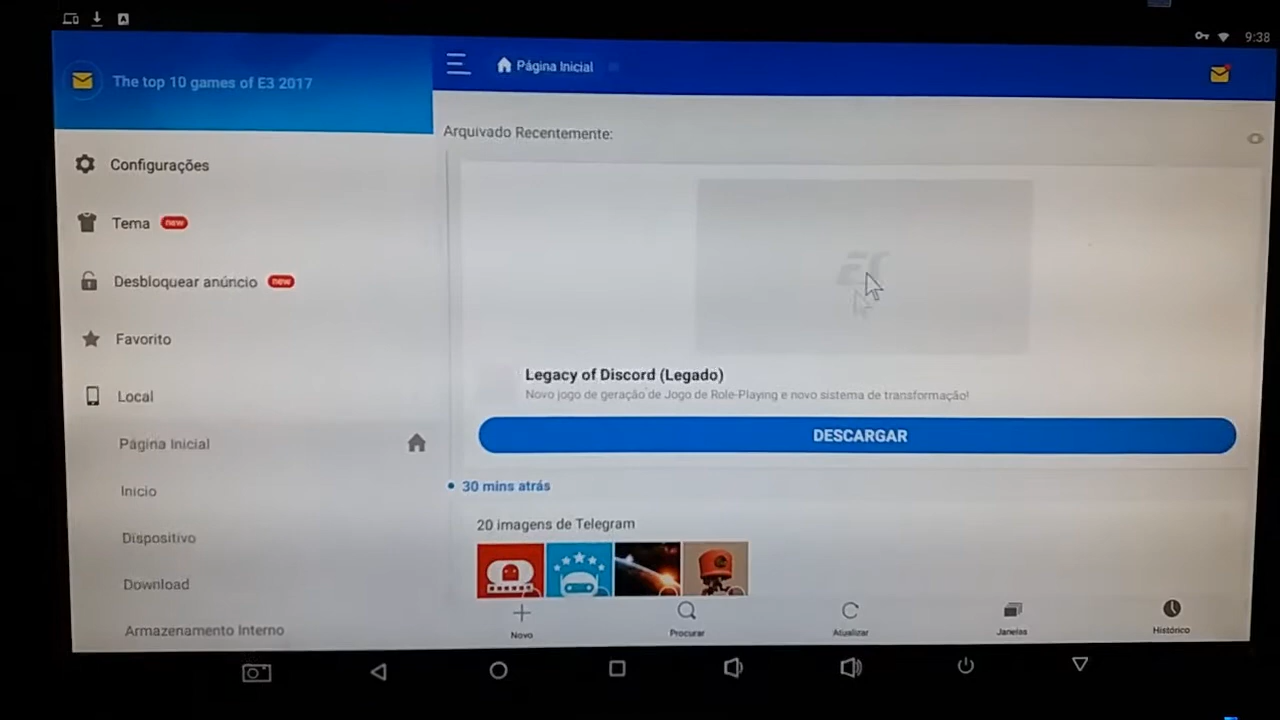 9:38
The top 10 games of E3 2017
Página Inicial
Arquivado Recentemente:
Configurações
Tema new
Desbloquear anúncio new
Favorito
Local
Página Inicial
Inicio
Dispositivo
Download
Armazenamento Interno
Legacy of Discord (Legado)
Novo jogo de geração de Jogo de Role-Playing e novo sistema de transformação!
DESCARGAR
30 mins atrás
20 imagens de Telegram
Novo
Procurar
Atualizar
Janelas
Histórico